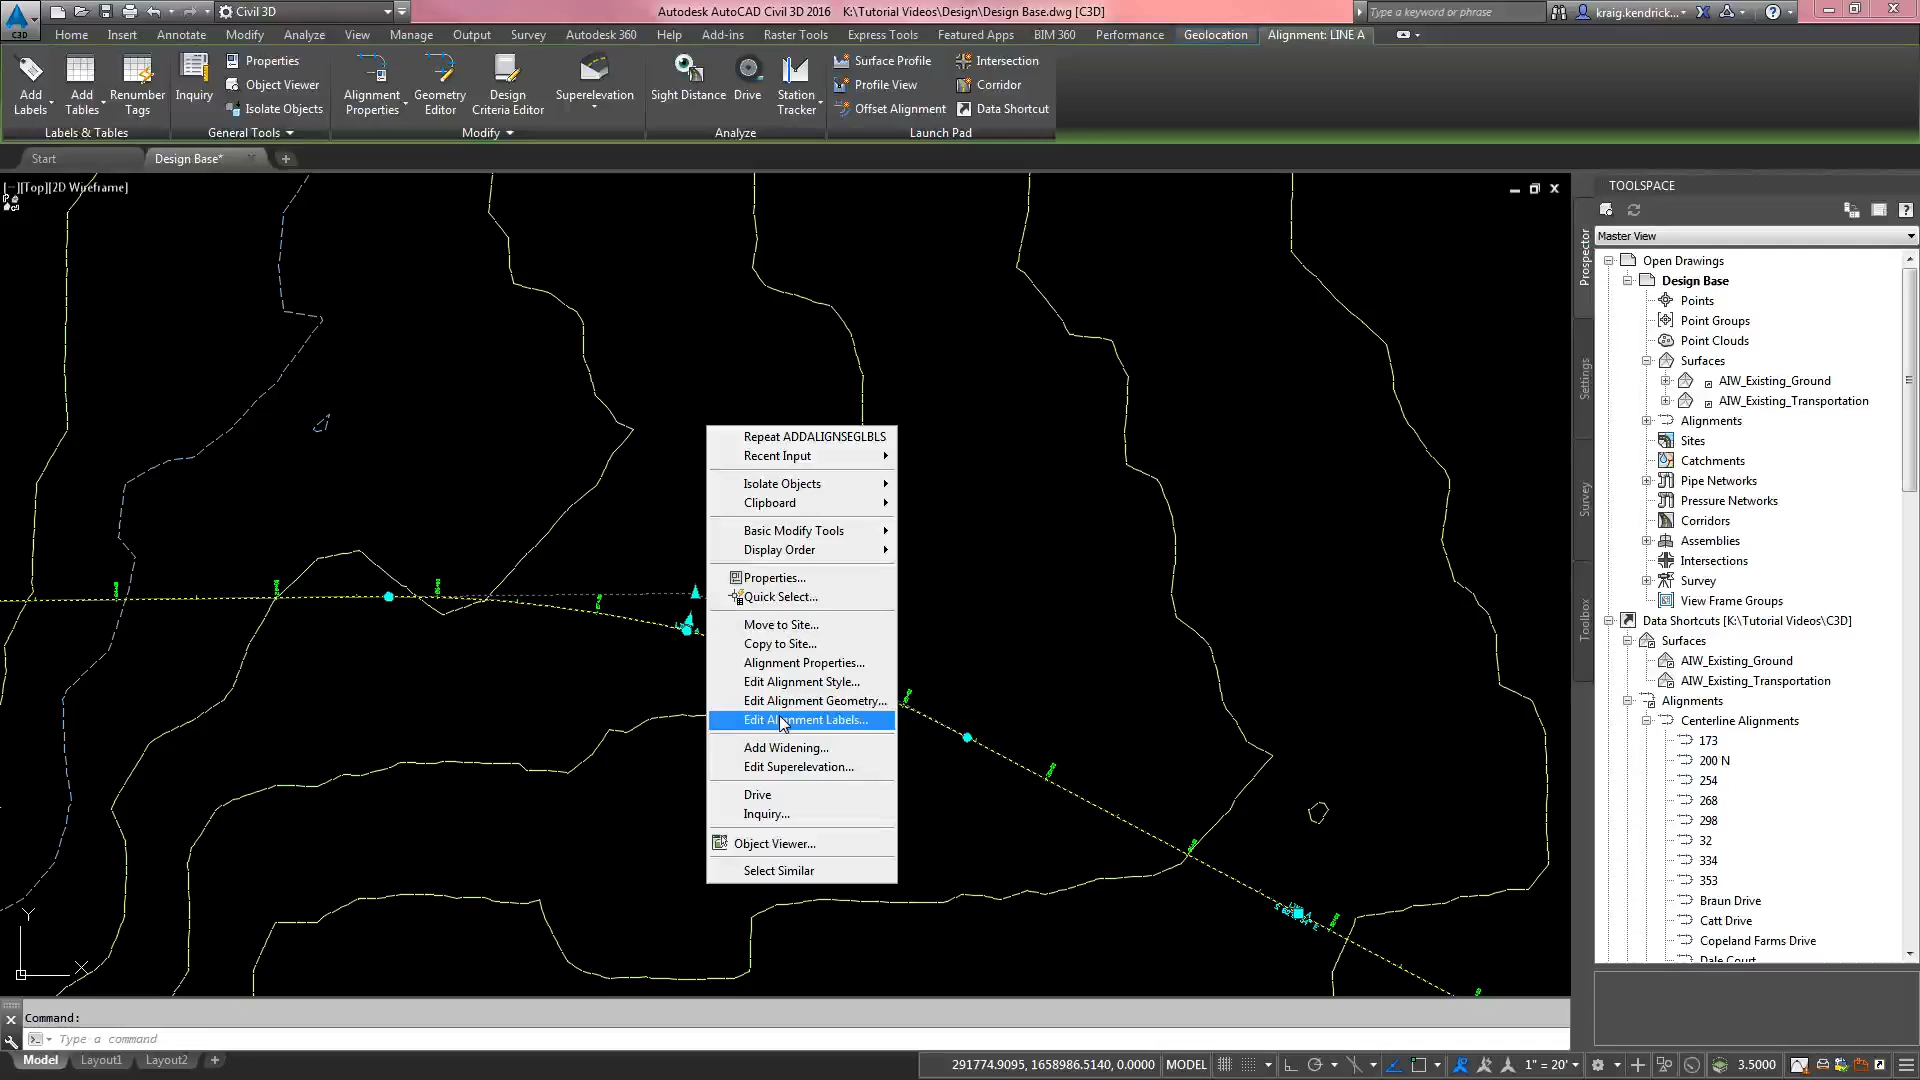 Civil 3D
Autodesk AutoCAD Civil 3D 2016 K:\Tutorial Videos\Design\Design Base.dwg [C3D]
Type a keyword or phrase
kraig.kendrick...
C3D
Home Insert Annotate Modify Analyze View Manage Output Survey Autodesk 360 Help Add-ins Raster Tools Express Tools Featured Apps BIM 360 Performance Geolocation Alignment: LINE A
Add Labels
Add Tables
Renumber Tags
Labels & Tables
Inquiry
Properties
Object Viewer
Isolate Objects
General Tools
Alignment Properties
Geometry Editor
Design Criteria Editor
Superelevation
Modify
Sight Distance
Drive
Station Tracker
Analyze
Surface Profile
Profile View
Offset Alignment
Intersection
Corridor
Data Shortcut
Launch Pad
Start
Design Base*
[−][Top][2D Wireframe]
Repeat ADDALIGNSEGLBLS
Recent Input
Isolate Objects
Clipboard
Basic Modify Tools
Display Order
Properties...
Quick Select...
Move to Site...
Copy to Site...
Alignment Properties...
Edit Alignment Style...
Edit Alignment Geometry...
Edit Alignment Labels...
Add Widening...
Edit Superelevation...
Drive
Inquiry...
Object Viewer...
Select Similar
Y
X
TOOLSPACE
Master View
Prospector
Settings
Survey
Toolbox
Open Drawings
Design Base
Points
Point Groups
Point Clouds
Surfaces
AIW_Existing_Ground
AIW_Existing_Transportation
Alignments
Sites
Catchments
Pipe Networks
Pressure Networks
Corridors
Assemblies
Intersections
Survey
View Frame Groups
Data Shortcuts [K:\Tutorial Videos\C3D]
Surfaces
AIW_Existing_Ground
AIW_Existing_Transportation
Alignments
Centerline Alignments
173
200 N
254
268
298
32
334
353
Braun Drive
Catt Drive
Copeland Farms Drive
Dale Court
Command:
Type a command
Model Layout1 Layout2
291774.9095, 1658986.5140, 0.0000 MODEL
1" = 20'
3.5000